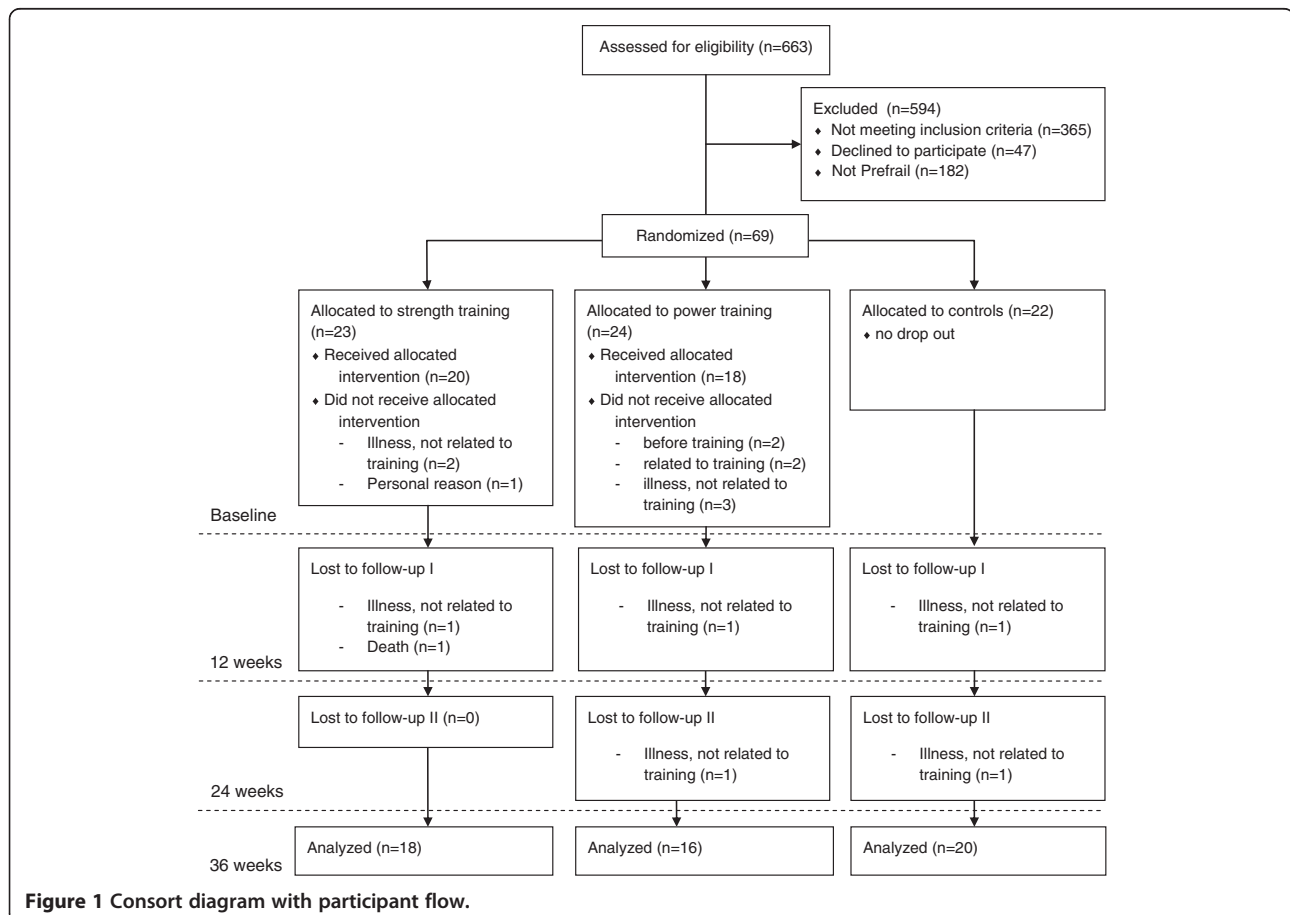 Assessed for eligibility (n=663)
Excluded (n=594)
♦ Not meeting inclusion criteria (n=365)
♦ Declined to participate (n=47)
♦ Not Prefrail (n=182)
Randomized (n=69)
Allocated to strength training
(n=23)
♦ Received allocated
intervention (n=20)
♦ Did not receive allocated
intervention
- Illness, not related to
training (n=2)
- Personal reason (n=1)
Allocated to power training
(n=24)
♦ Received allocated
intervention (n=18)
♦ Did not receive allocated
intervention
- before training (n=2)
- related to training (n=2)
- illness, not related to
training (n=3)
Allocated to controls (n=22)
♦ no drop out
Baseline
Lost to follow-up I
- Illness, not related to
training (n=1)
- Death (n=1)
Lost to follow-up I
- Illness, not related to
training (n=1)
Lost to follow-up I
- Illness, not related to
training (n=1)
12 weeks
Lost to follow-up II (n=0)
Lost to follow-up II
- Illness, not related to
training (n=1)
Lost to follow-up II
- Illness, not related to
training (n=1)
24 weeks
Analyzed (n=18)
Analyzed (n=16)
Analyzed (n=20)
36 weeks
Figure 1 Consort diagram with participant flow.